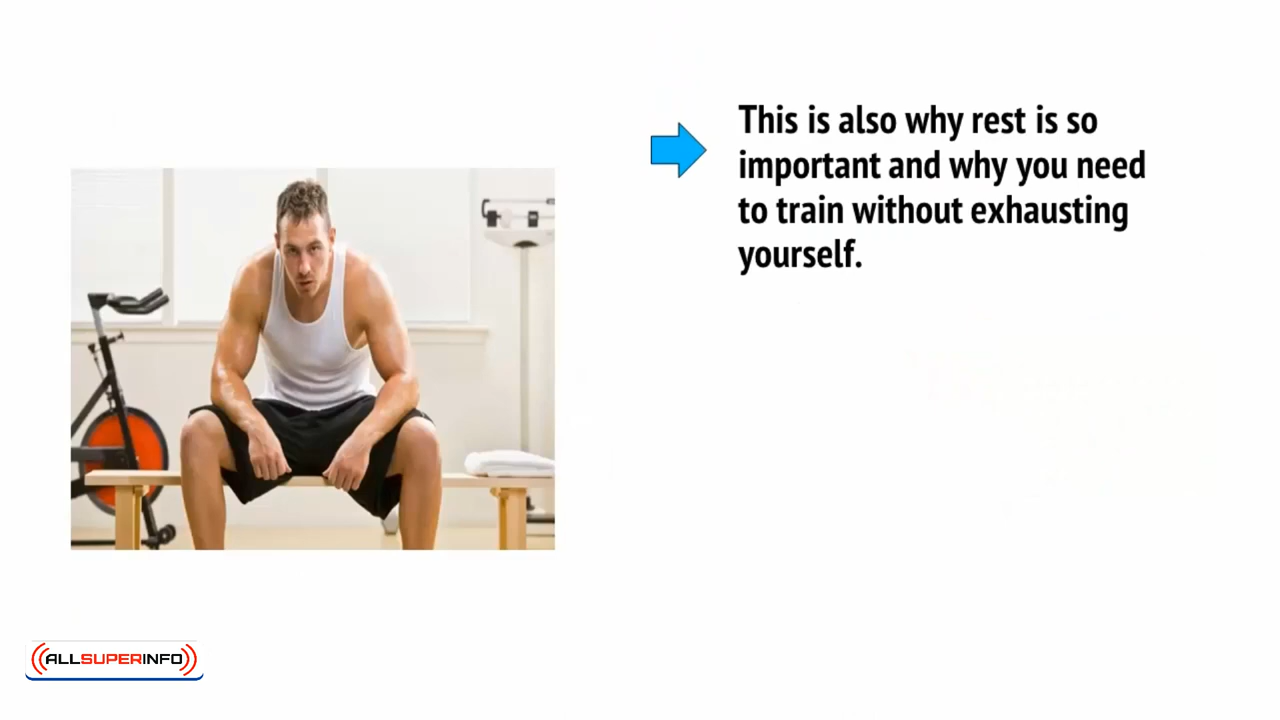 This is also why rest is so
important and why you need
to train without exhausting
yourself.
ALLSUPERINFO